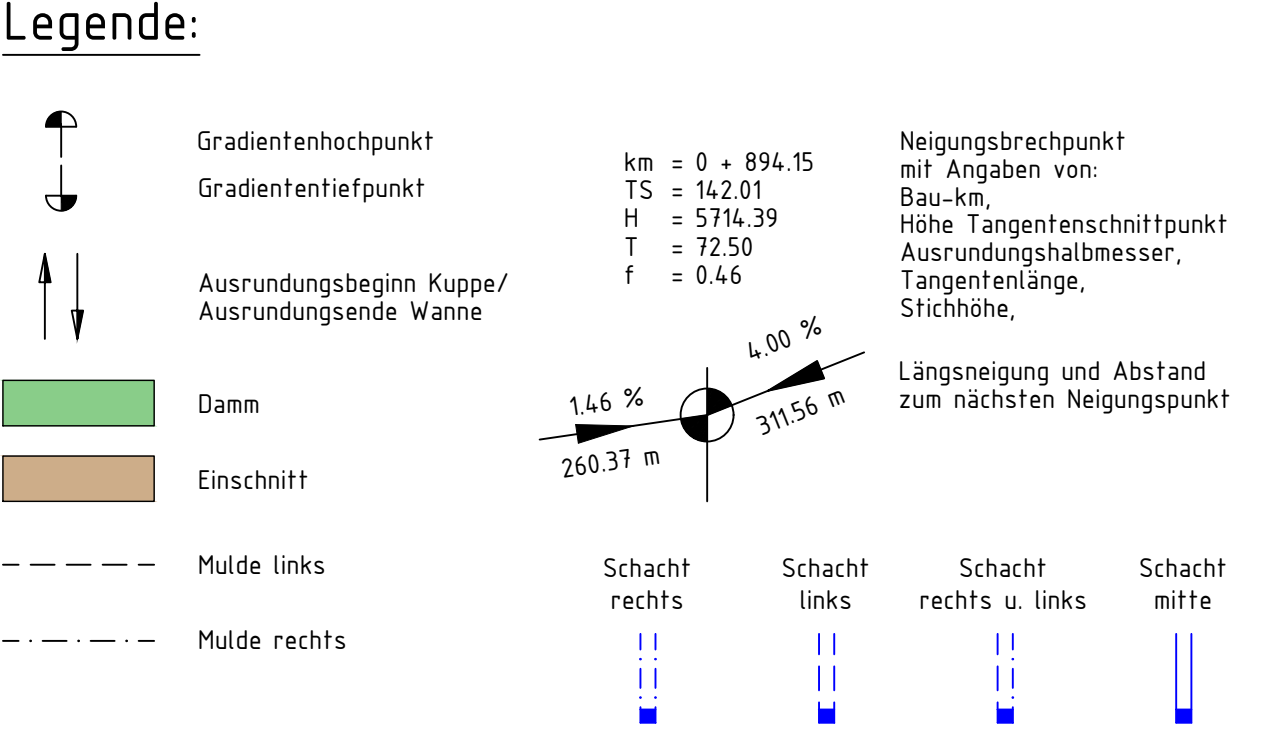 Legende:
Gradientenhochpunkt
Gradiententiefpunkt
Ausrundungsbeginn Kuppe/
Ausrundungsende Wanne
Damm
Einschnitt
Mulde links
Mulde rechts
km = 0 + 894.15
TS = 142.01
H = 5714.39
T = 72.50
f = 0.46
1.46 %
260.37 m
4.00 %
311.56 m
Neigungsbrechpunkt
mit Angaben von:
Bau-km,
Höhe Tangentenschnittpunkt
Ausrundungshalbmesser,
Tangentenlänge,
Stichhöhe,
Längsneigung und Abstand
zum nächsten Neigungspunkt
Schacht
rechts
Schacht
links
Schacht
rechts u. links
Schacht
mitte